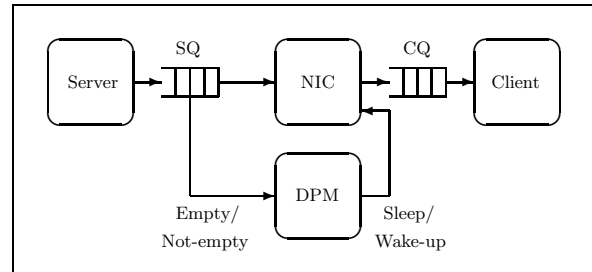 SQ
CQ
Server
NIC
Client
DPM
Empty/
Not-empty
Sleep/
Wake-up